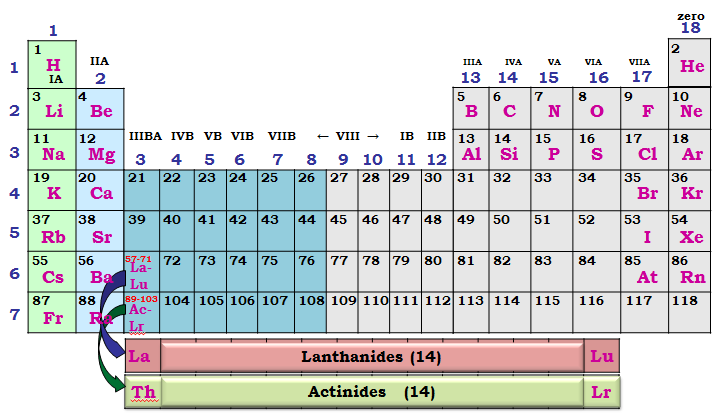 zero
1 18
1 2
H He
IA IIA IIIA IVA VA VIA VIIA
1 2 13 14 15 16 17
3 4 5 6 7 8 9 10
2 Li Be B C N O F Ne
11 12 IIIBA IVB VB VIB VIIB ← VIII → IB IIB 13 14 15 16 17 18
3 Na Mg 3 4 5 6 7 8 9 10 11 12 Al Si P S Cl Ar
19 20 21 22 23 24 25 26 27 28 29 30 31 32 33 34 35 36
4 K Ca Br Kr
37 38 39 40 41 42 43 44 45 46 47 48 49 50 51 52 53 54
5 Rb Sr I Xe
55 56 57-71 72 73 74 75 76 77 78 79 80 81 82 83 84 85 86
6 Cs Ba La-Lu At Rn
87 88 89-103 104 105 106 107 108 109 110 111 112 113 114 115 116 117 118
7 Fr Ra Ac-Lr
La Lanthanides (14) Lu
Th Actinides (14) Lr